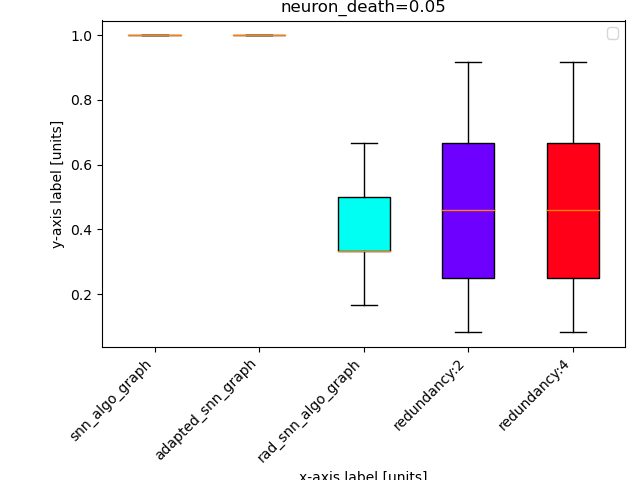 neuron_death=0.05
1.0
0.8
0.6
0.4
0.2
y-axis label [units]
snn_algo_graph
adapted_snn_graph
rad_snn_algo_graph
redundancy:2
redundancy:4
x-axis label [units]